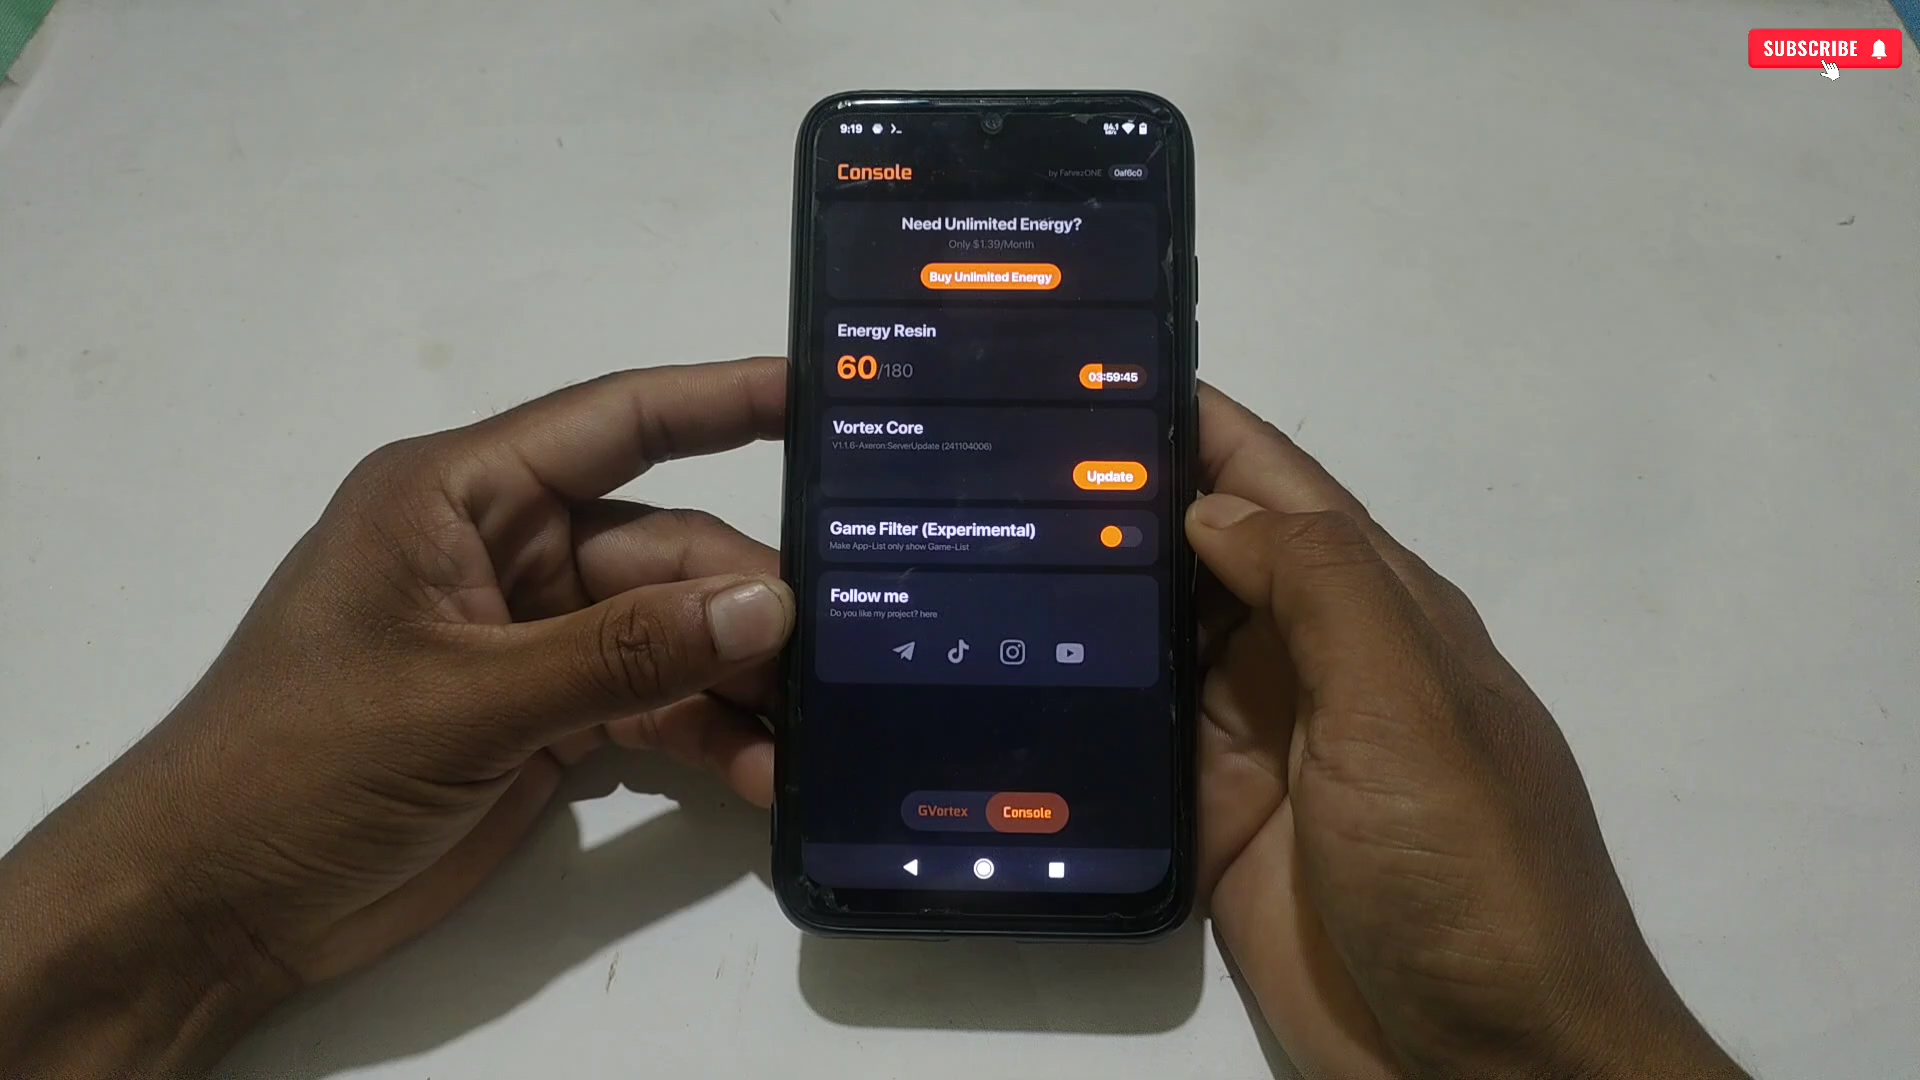 SUBSCRIBE
9:19
84.1
Console
by FahrezONE
0af6c0
Need Unlimited Energy?
Only $1.39/Month
Buy Unlimited Energy
Energy Resin
60/180
03:59:45
Vortex Core
V1.1.6-Axeron:ServerUpdate (241104006)
Update
Game Filter (Experimental)
Make App-List only show Game-List
Follow me
Do you like my project? here
GVortex
Console